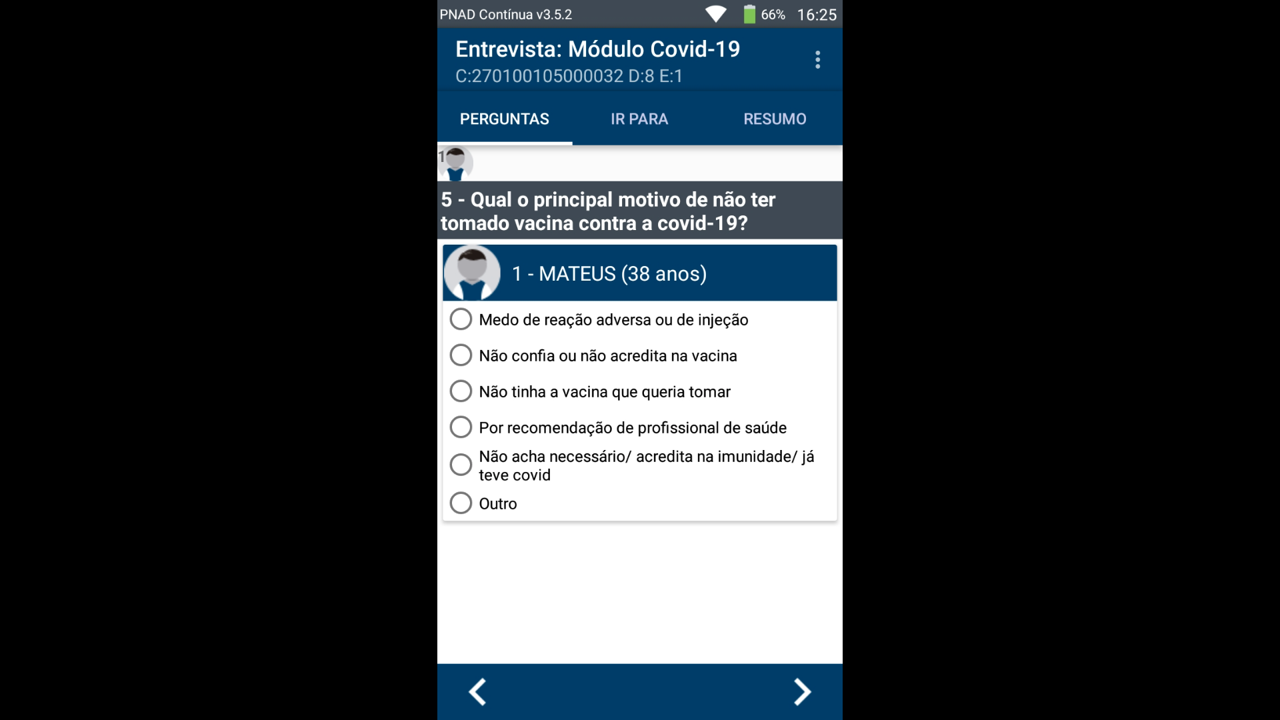 PNAD Contínua v3.5.2 66% 16:25
Entrevista: Módulo Covid-19
C:270100105000032 D:8 E:1
PERGUNTAS IR PARA RESUMO
1
5 - Qual o principal motivo de não ter
tomado vacina contra a covid-19?
1 - MATEUS (38 anos)
Medo de reação adversa ou de injeção
Não confia ou não acredita na vacina
Não tinha a vacina que queria tomar
Por recomendação de profissional de saúde
Não acha necessário/ acredita na imunidade/ já
teve covid
Outro